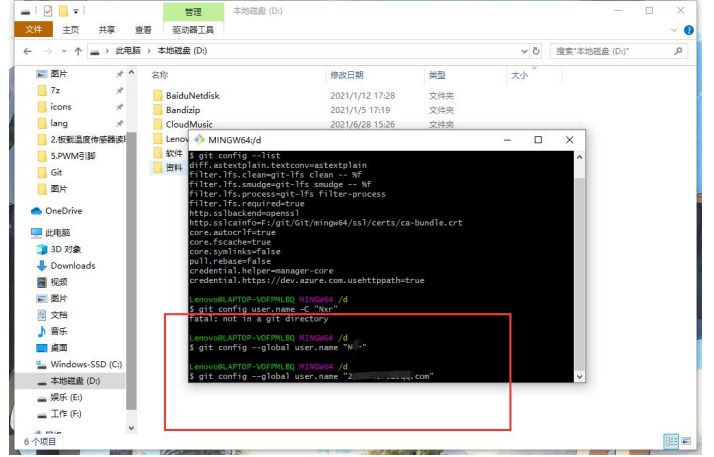 管理
本地磁盘 (D:)
文件 主页 共享 查看 驱动器工具
此电脑 › 本地磁盘 (D:)
搜索"本地磁盘 (D:)"
名称 修改日期 类型 大小
图片
7z
icons
lang
2.板载温度传感器读
5.PWM引脚
Git
图片
OneDrive
此电脑
3D 对象
Downloads
视频
图片
文档
音乐
桌面
Windows-SSD (C:)
本地磁盘 (D:)
娱乐 (E:)
工作 (F:)
6 个项目
BaiduNetdisk 2021/1/12 17:28 文件夹
Bandizip 2021/1/5 17:19 文件夹
CloudMusic 2021/6/28 15:26 文件夹
Lenov
软件
资料
MINGW64:/d
$ git config --list
diff.astextplain.textconv=astextplain
filter.lfs.clean=git-lfs clean -- %f
filter.lfs.smudge=git-lfs smudge -- %f
filter.lfs.process=git-lfs filter-process
filter.lfs.required=true
http.sslbackend=openssl
http.sslcainfo=F:/git/Git/mingw64/ssl/certs/ca-bundle.crt
core.autocrlf=true
core.fscache=true
core.symlinks=false
pull.rebase=false
credential.helper=manager-core
credential.https://dev.azure.com.usehttppath=true
Lenovo@LAPTOP-VOFPMLBQ MINGW64 /d
$ git config user.name -C "Nxr"
fatal: not in a git directory
Lenovo@LAPTOP-VOFPMLBQ MINGW64 /d
$ git config --global user.name "N
Lenovo@LAPTOP-VOFPMLBQ MINGW64 /d
$ git config --global user.name "2 .com"